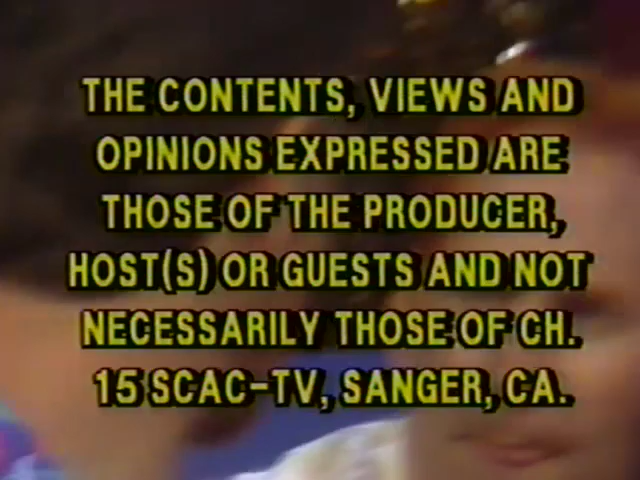 THE CONTENTS, VIEWS AND
OPINIONS EXPRESSED ARE
THOSE OF THE PRODUCER,
HOST(S) OR GUESTS AND NOT
NECESSARILY THOSE OF CH.
15 SCAC-TV, SANGER, CA.